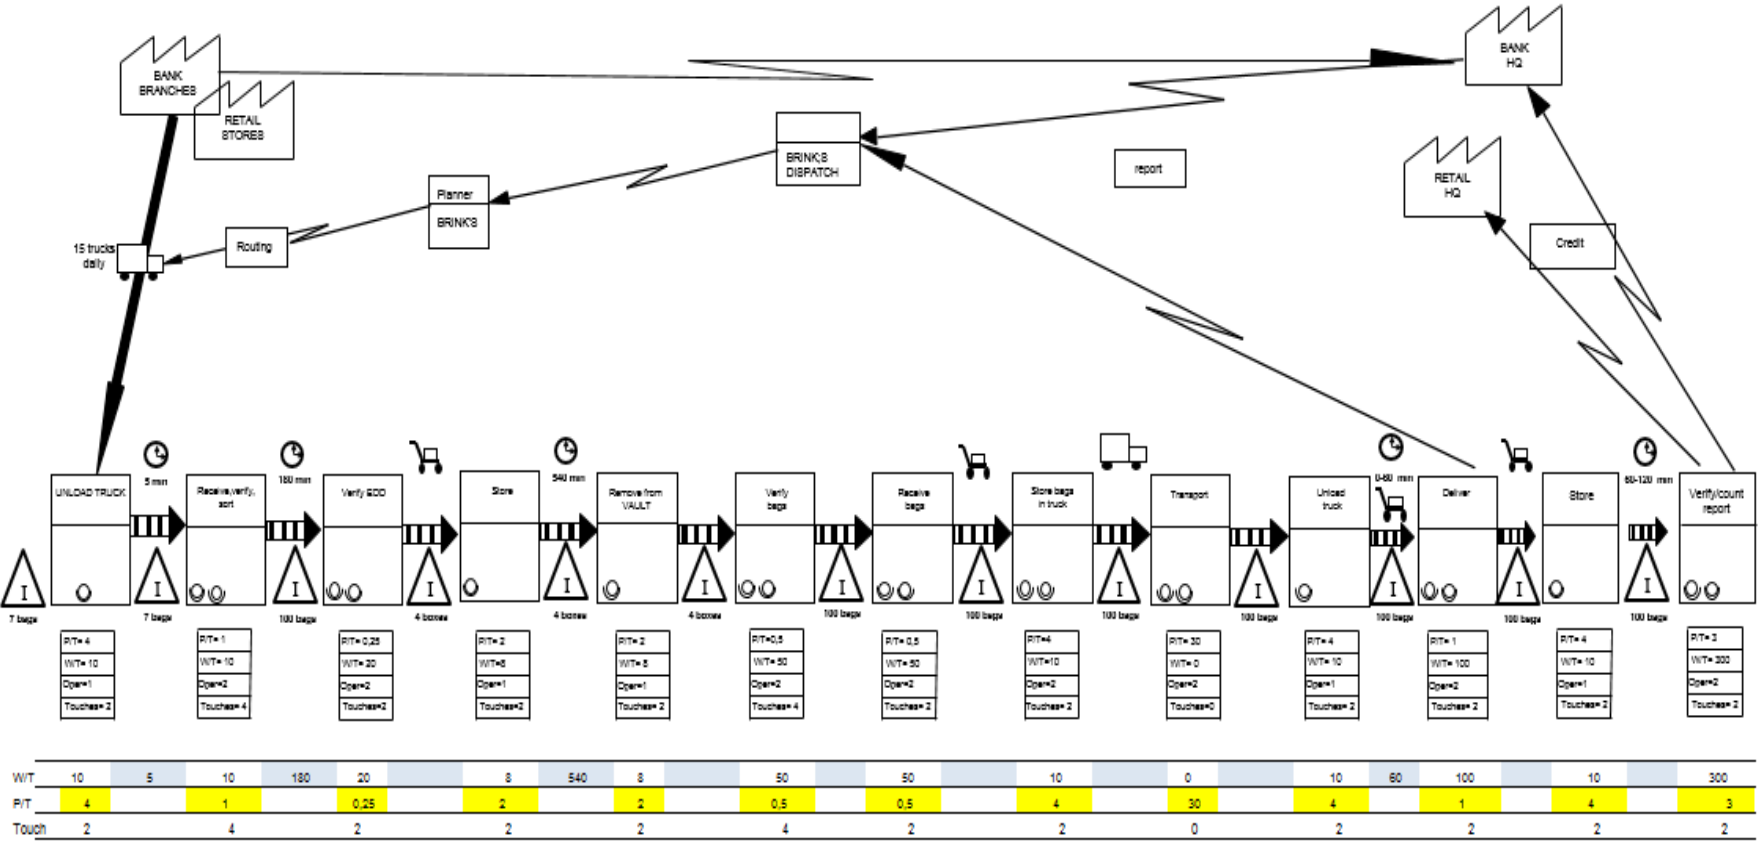 BANK
BRANCHES
RETAIL
STORES
BANK
HQ
BRINK;S
DISPATCH
report
RETAIL
HQ
Planner
BRINK'S
Routing
15 trucks
daily
Credit
5 min
180 min
540 min
0-60 min
60-120 min
UNLOAD TRUCK
Receive,verify,
sort
Verify EOD
Store
Remove from
VAULT
Verify
bags
Receive
bags
Store bags
in truck
Transport
Unload
truck
Deliver
Store
Verify/count
report
I I I I I I I I I I I I I
7 bags 7 bags 100 bags 4 boxes 4 boxes 4 boxes 100 bags 100 bags 100 bags 100 bags 100 bags 100 bags 100 bags
P/T= 4 P/T= 1 P/T= 0,25 P/T= 2 P/T= 2 P/T=0,5 P/T= 0,5 P/T=4 P/T= 30 P/T= 4 P/T= 1 P/T= 4 P/T= 3
W/T= 10 W/T= 10 W/T= 20 W/T=8 W/T= 8 W/T= 50 W/T= 50 W/T=10 W/T= 0 W/T= 10 W/T= 100 W/T= 10 W/T= 300
Oper=1 Oper=2 Oper=2 Oper=1 Oper=1 Oper=2 Oper=2 Oper=2 Oper=2 Oper=1 Oper=2 Oper=1 Oper=2
Touches= 2 Touches= 4 Touches=2 Touches=2 Touches= 2 Touches= 4 Touches= 2 Touches= 2 Touches=0 Touches= 2 Touches= 2 Touches= 2 Touches= 2
W/T 10 5 10 180 20 8 540 8 50 50 10 0 10 60 100 10 300
P/T 4 1 0,25 2 2 0,5 0,5 4 30 4 1 4 3
Touch 2 4 2 2 2 4 2 2 0 2 2 2 2